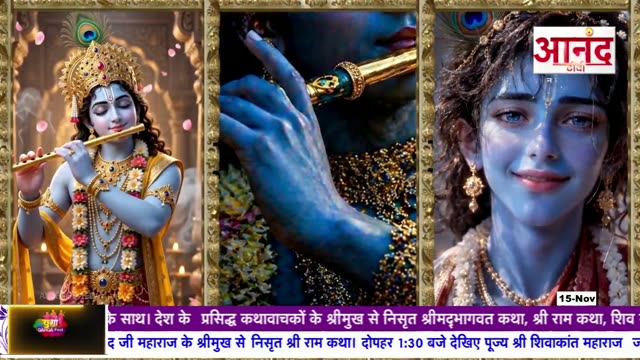 आनंद
टीवी
15-Nov
के साथ। देश के प्रसिद्ध कथावाचकों के श्रीमुख से निसृत श्रीमद्भागवत कथा, श्री राम कथा, शिव
द जी महाराज के श्रीमुख से निसृत श्री राम कथा। दोपहर 1:30 बजे देखिए पूज्य श्री शिवाकांत महाराज